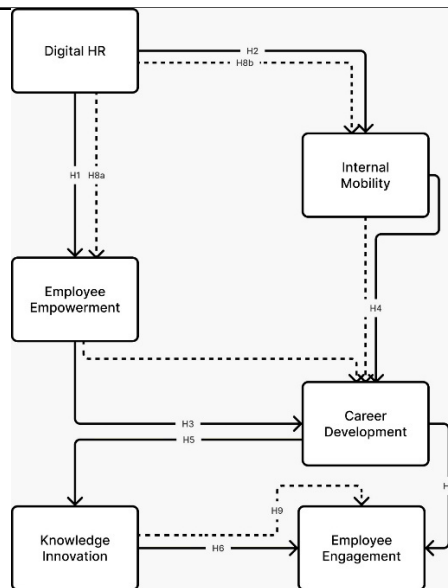 Digital HR
H2
H8b
Internal
Mobility
H1
H8a
Employee
Empowerment
H4
H3
Career
Development
H5
H
H9
Knowledge
Innovation
H6
Employee
Engagement